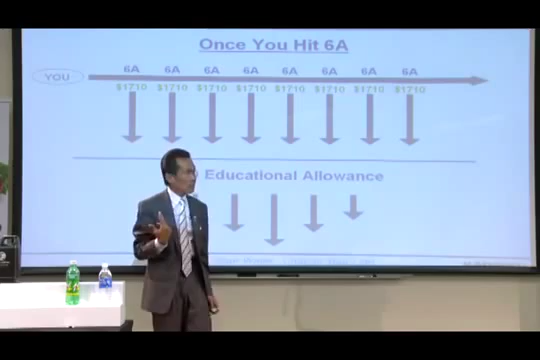 Once You Hit 6A
YOU
6A 6A 6A 6A 6A 6A 6A 6A
$1710 $1710 $1710 $1710 $1710 $1710 $1710 $1710
Educational Allowance